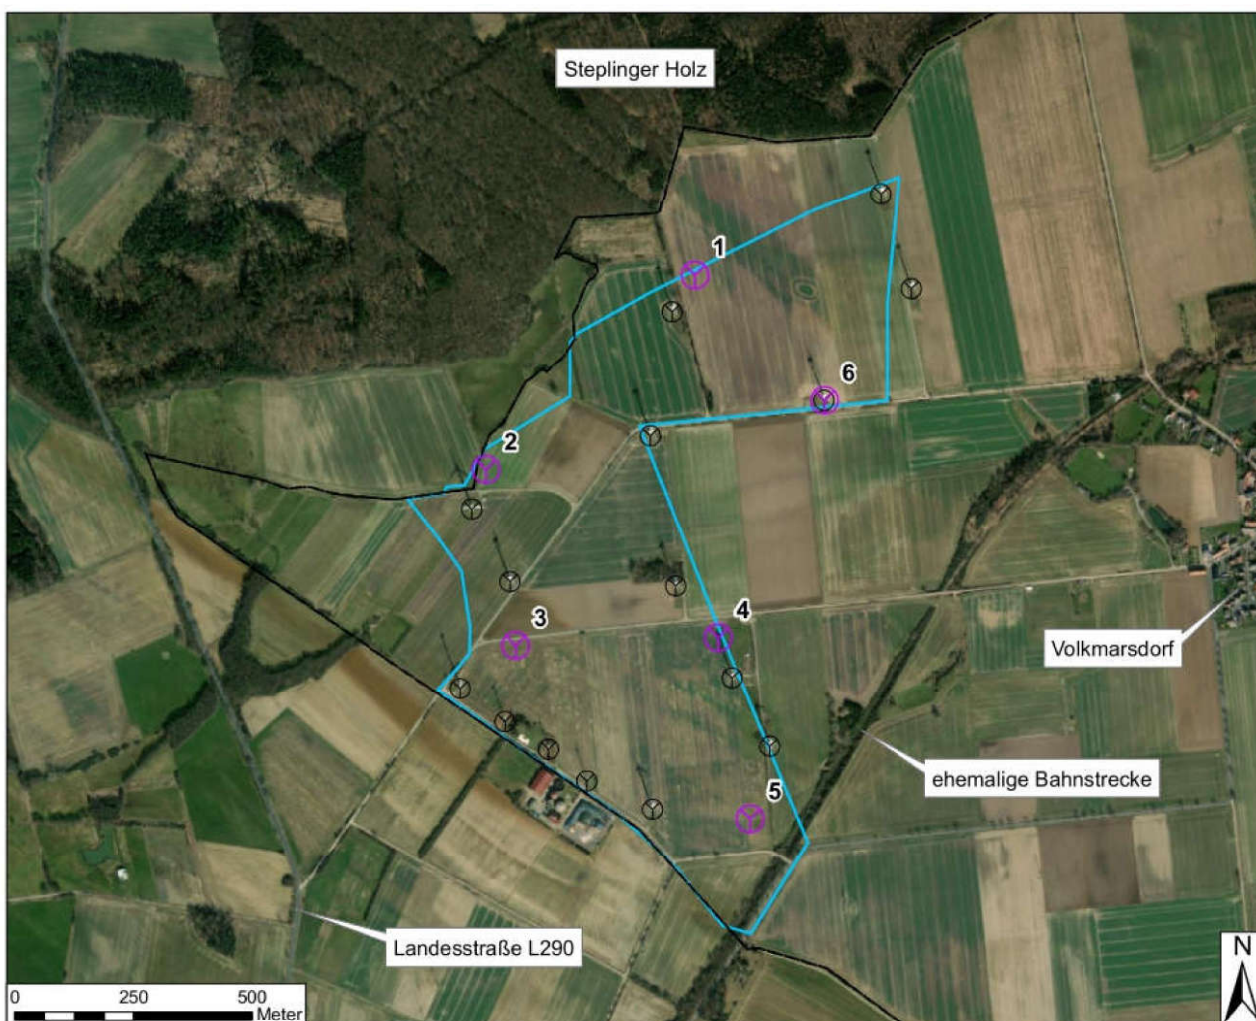 Steplinger Holz
1
6
2
3
4
Volkmarsdorf
5
ehemalige Bahnstrecke
Landesstraße L290
N
0 250 500
Meter